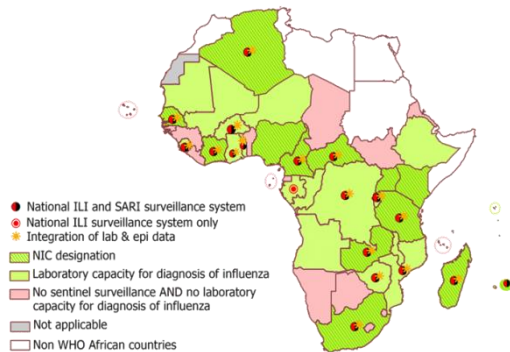 National ILI and SARI surveillance system
National ILI surveillance system only
Integration of lab & epi data
NIC designation
Laboratory capacity for diagnosis of influenza
No sentinel surveillance AND no laboratory
capacity for diagnosis of influenza
Not applicable
Non WHO African countries